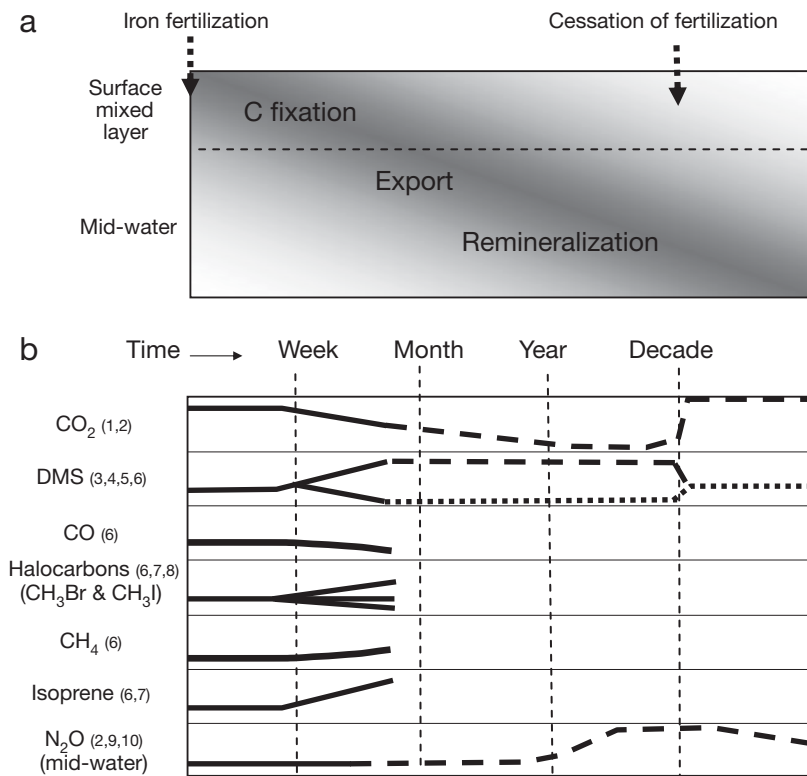 a
Iron fertilization
Cessation of fertilization
Surface
mixed
layer
C fixation
Export
Mid-water
Remineralization
b
Time → Week Month Year Decade
CO₂ (1,2)
DMS (3,4,5,6)
CO (6)
Halocarbons (6,7,8)
(CH₃Br & CH₃I)
CH₄ (6)
Isoprene (6,7)
N₂O (2,9,10)
(mid-water)